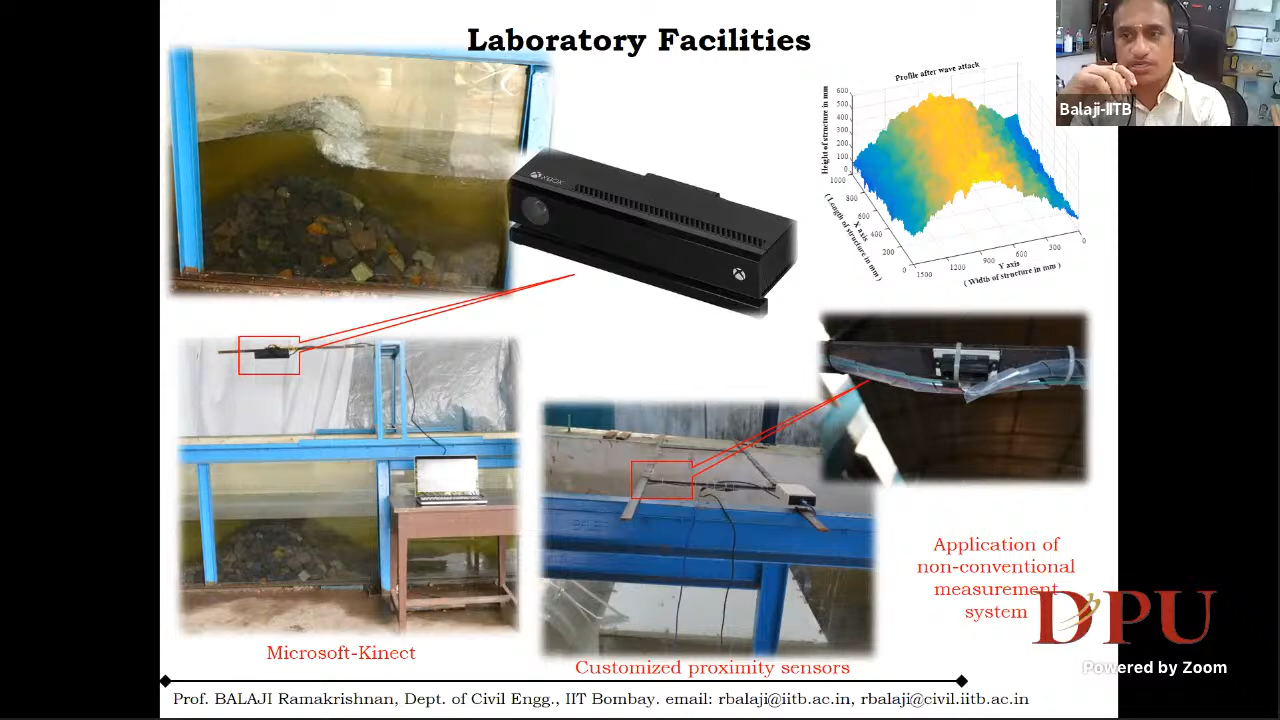 Laboratory Facilities
Balaji-IITB
XBOX
Profile after wave attack
Height of structure in mm
600
500
400
300
200
100
0
1000
800
600
400
200
0
X axis
( Length of structure in mm )
1500
1200
900
600
300
0
Y axis
( Width of structure in mm )
Application of
non-conventional
measurement
system
DPU
Powered by Zoom
Microsoft-Kinect
Customized proximity sensors
Prof. BALAJI Ramakrishnan, Dept. of Civil Engg., IIT Bombay. email: rbalaji@iitb.ac.in, rbalaji@civil.iitb.ac.in